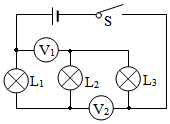 S
V₁
L₁ L₂ L₃
V₂